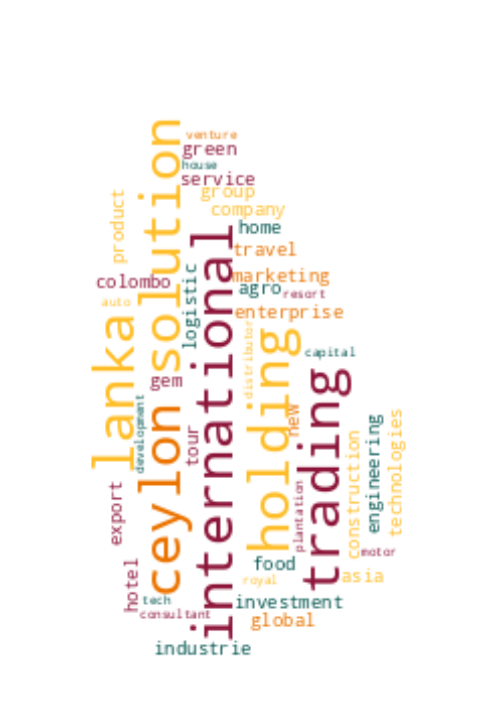 venture
green
house
service
group
company
product
solution
home
international
travel
colombo
marketing
logistic
agro
resort
auto
enterprise
lanka
distributor
holding
capital
gem
trading
development
ceylon
new
tour
construction
engineering
technologies
export
plantation
motor
food
hotel
royal
asia
tech
investment
consultant
global
industrie